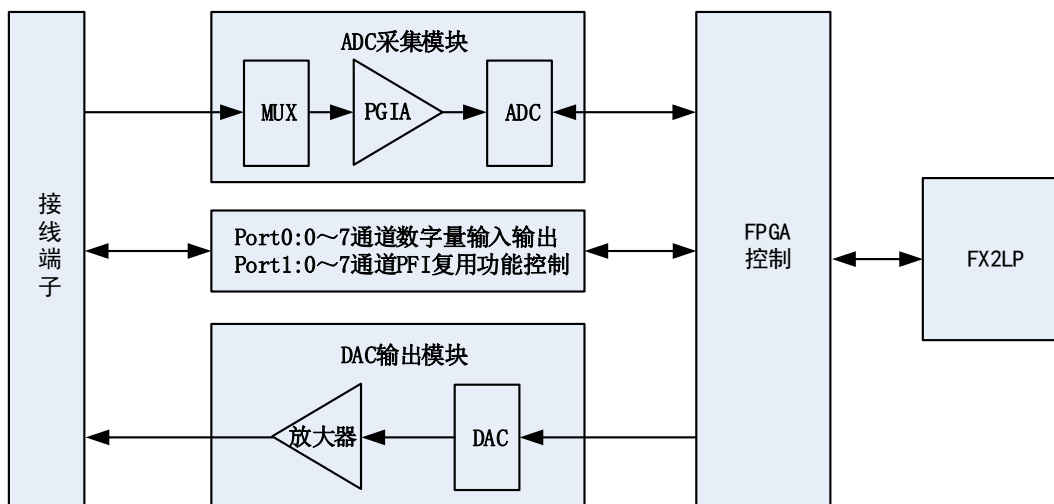 接线端子
ADC采集模块
MUX
PGIA
ADC
Port0:0～7通道数字量输入输出
Port1:0～7通道PFI复用功能控制
DAC输出模块
放大器
DAC
FPGA
控制
FX2LP